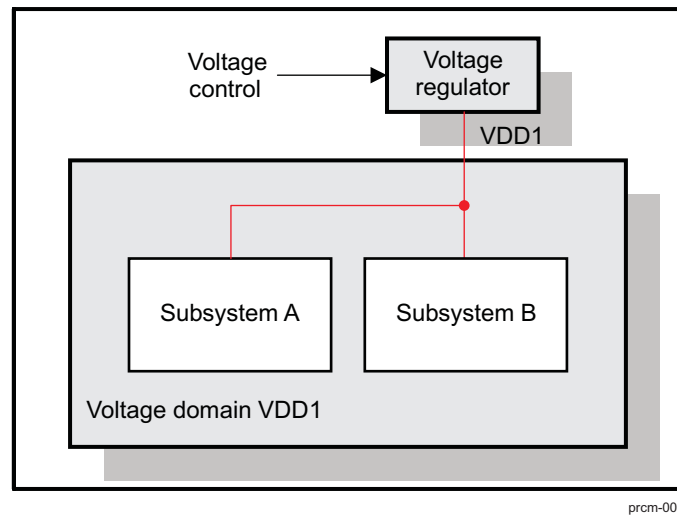 Voltage
control
Voltage
regulator
VDD1
Subsystem A
Subsystem B
Voltage domain VDD1
prcm-00